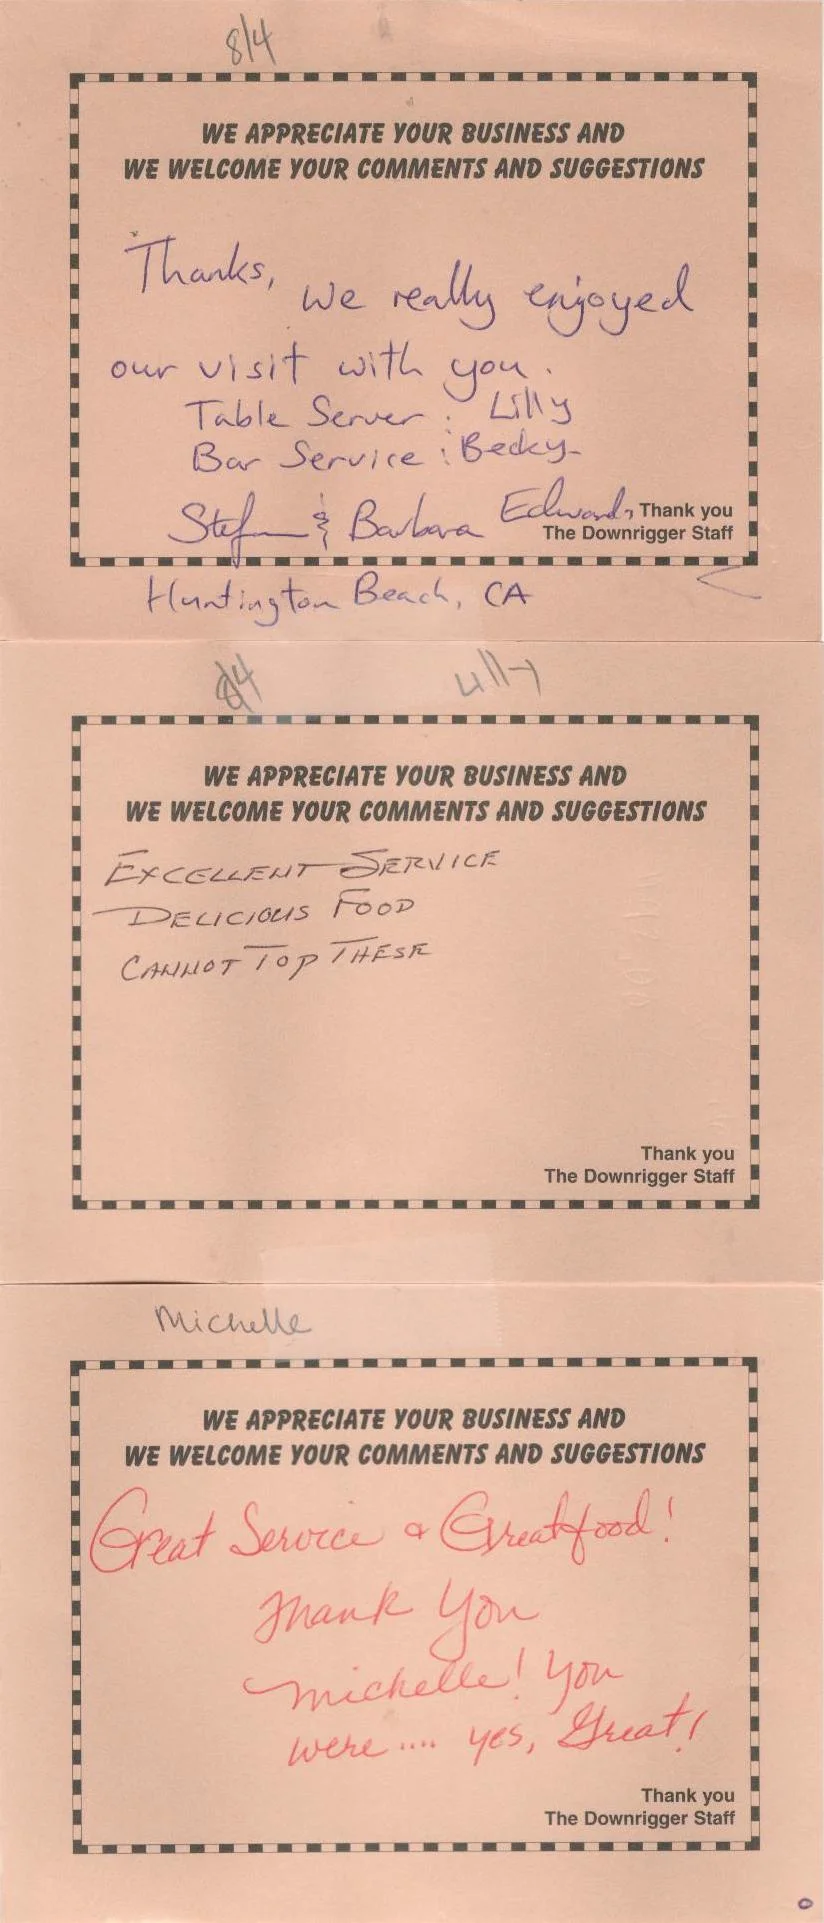 8/4
WE APPRECIATE YOUR BUSINESS AND
WE WELCOME YOUR COMMENTS AND SUGGESTIONS
Thanks, we really enjoyed
our visit with you.
Table Server: Lilly
Bar Service: Becky
& Barbara Edwards
Thank you
The Downrigger Staff
Huntington Beach, CA
8/4 Lilly
WE APPRECIATE YOUR BUSINESS AND
WE WELCOME YOUR COMMENTS AND SUGGESTIONS
EXCELLENT SERVICE
DELICIOUS FOOD
CANNOT TOP THESE
Thank you
The Downrigger Staff
Michelle
WE APPRECIATE YOUR BUSINESS AND
WE WELCOME YOUR COMMENTS AND SUGGESTIONS
Great Service & Great food!
Thank You
Michelle! You
were.... yes, Great!
Thank you
The Downrigger Staff